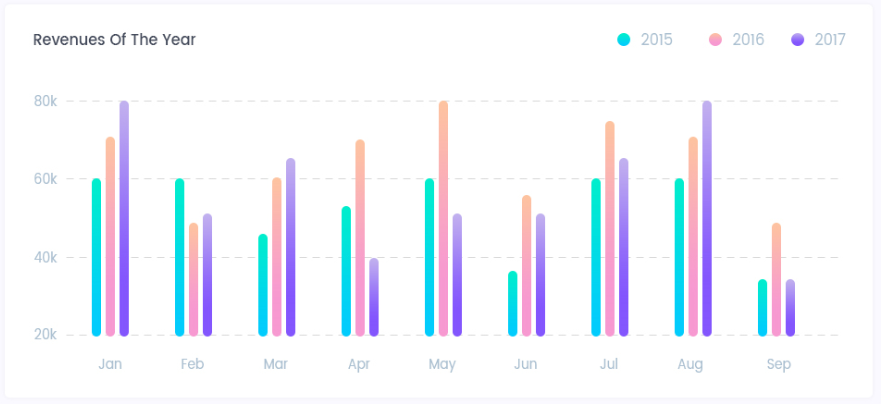 Revenues Of The Year
2015 2016 2017
80k
60k
40k
20k
Jan Feb Mar Apr May Jun Jul Aug Sep